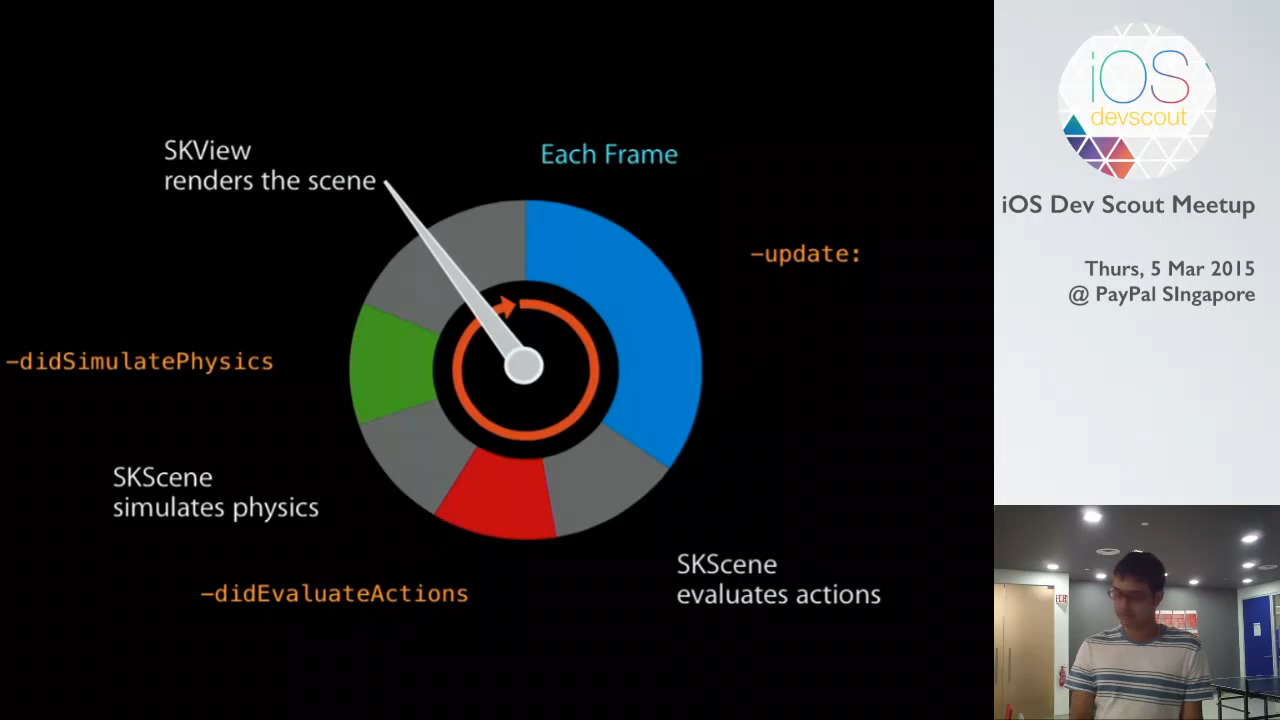 SKView
renders the scene
Each Frame
-update:
-didSimulatePhysics
SKScene
simulates physics
-didEvaluateActions
SKScene
evaluates actions
iOS
devscout
iOS Dev Scout Meetup
Thurs, 5 Mar 2015
@ PayPal SIngapore